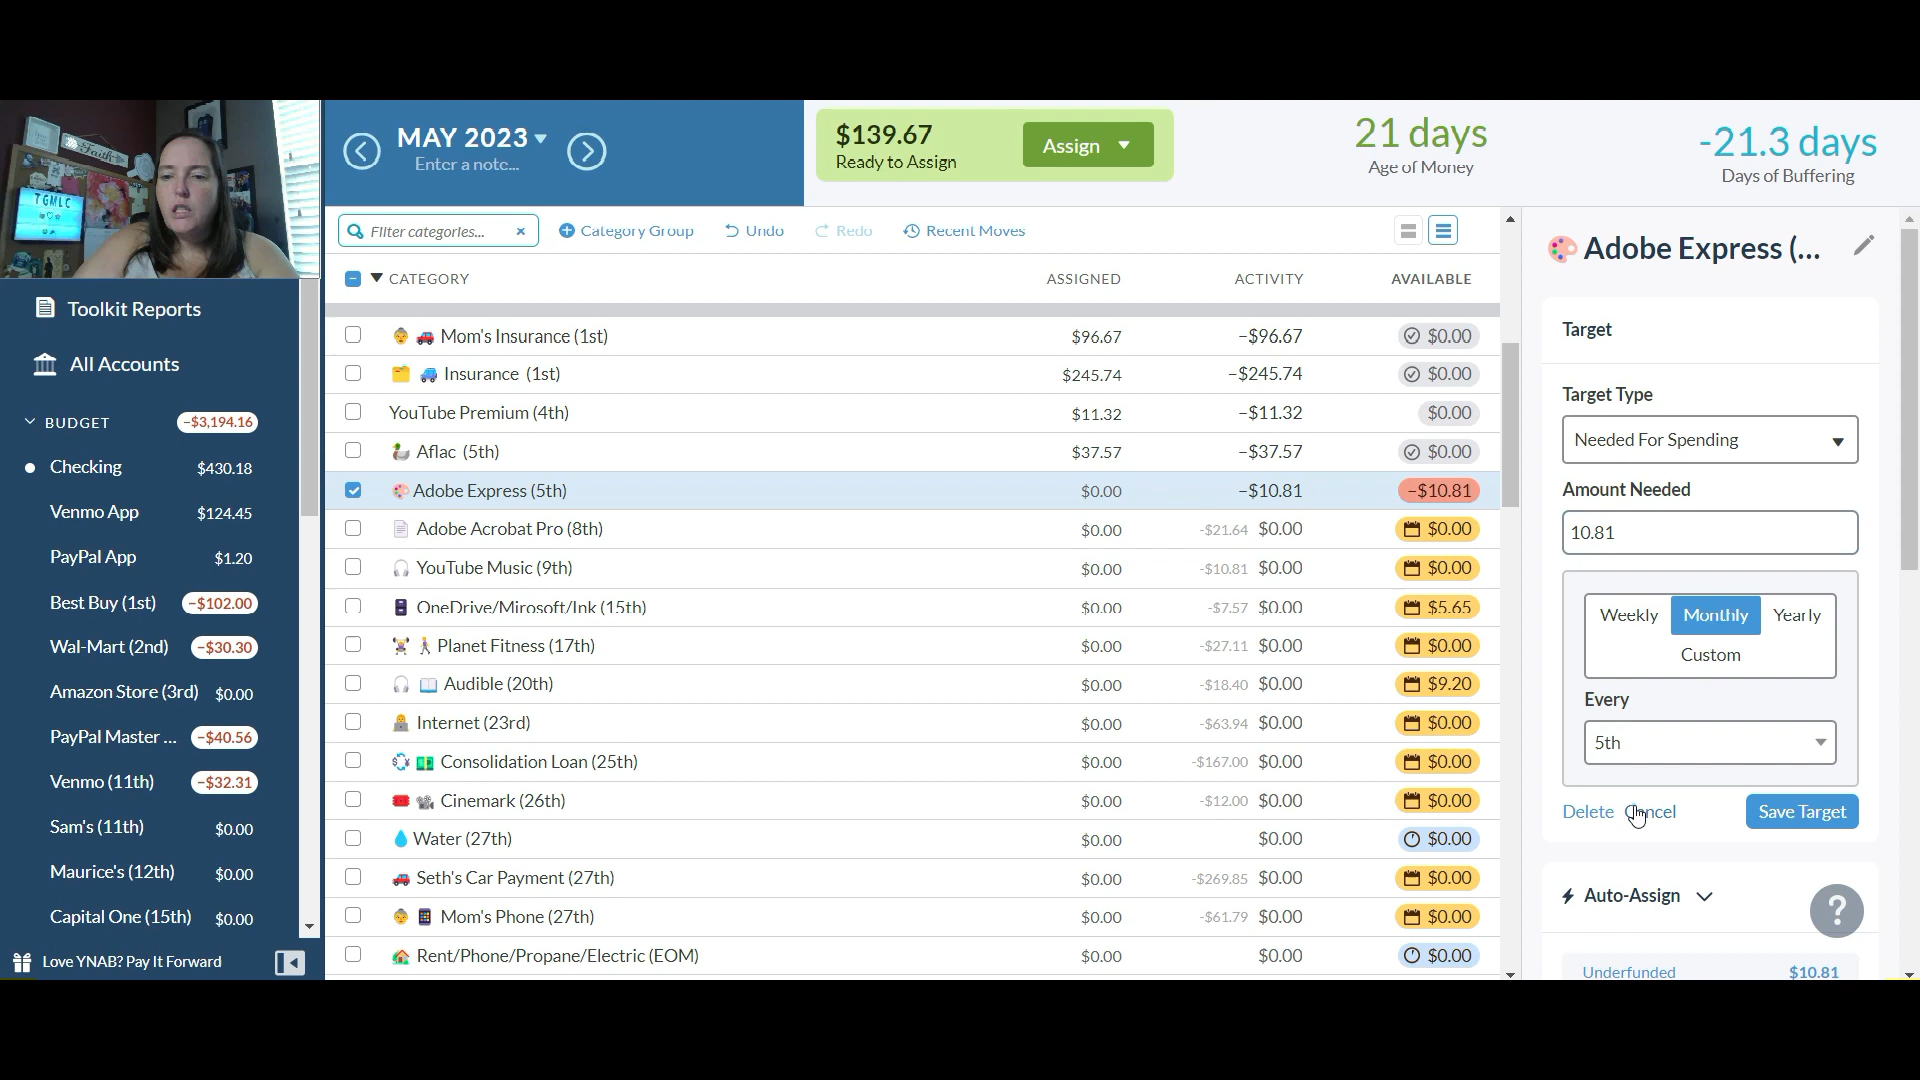 Faith
TGMLC
Toolkit Reports
All Accounts
BUDGET −$3,194.16
Checking $430.18
Venmo App $124.45
PayPal App $1.20
Best Buy (1st) −$102.00
Wal-Mart (2nd) −$30.30
Amazon Store (3rd) $0.00
PayPal Master ... −$40.56
Venmo (11th) −$32.31
Sam's (11th) $0.00
Maurice's (12th) $0.00
Capital One (15th) $0.00
Love YNAB? Pay It Forward
MAY 2023
Enter a note...
$139.67
Ready to Assign
Assign
21 days
Age of Money
-21.3 days
Days of Buffering
Filter categories...
Category Group
Undo
Redo
Recent Moves
CATEGORY ASSIGNED ACTIVITY AVAILABLE
Mom's Insurance (1st) $96.67 −$96.67 $0.00
Insurance (1st) $245.74 −$245.74 $0.00
YouTube Premium (4th) $11.32 −$11.32 $0.00
Aflac (5th) $37.57 −$37.57 $0.00
Adobe Express (5th) $0.00 −$10.81 −$10.81
Adobe Acrobat Pro (8th) $0.00 -$21.64 $0.00 $0.00
YouTube Music (9th) $0.00 -$10.81 $0.00 $0.00
OneDrive/Mirosoft/Ink (15th) $0.00 -$7.57 $0.00 $5.65
Planet Fitness (17th) $0.00 -$27.11 $0.00 $0.00
Audible (20th) $0.00 -$18.40 $0.00 $9.20
Internet (23rd) $0.00 -$63.94 $0.00 $0.00
Consolidation Loan (25th) $0.00 -$167.00 $0.00 $0.00
Cinemark (26th) $0.00 -$12.00 $0.00 $0.00
Water (27th) $0.00 $0.00 $0.00
Seth's Car Payment (27th) $0.00 -$269.85 $0.00 $0.00
Mom's Phone (27th) $0.00 -$61.79 $0.00 $0.00
Rent/Phone/Propane/Electric (EOM) $0.00 $0.00 $0.00
Adobe Express (...
Target
Target Type
Needed For Spending
Amount Needed
10.81
Weekly Monthly Yearly
Custom
Every
5th
Delete Cancel Save Target
Auto-Assign
?
Underfunded $10.81